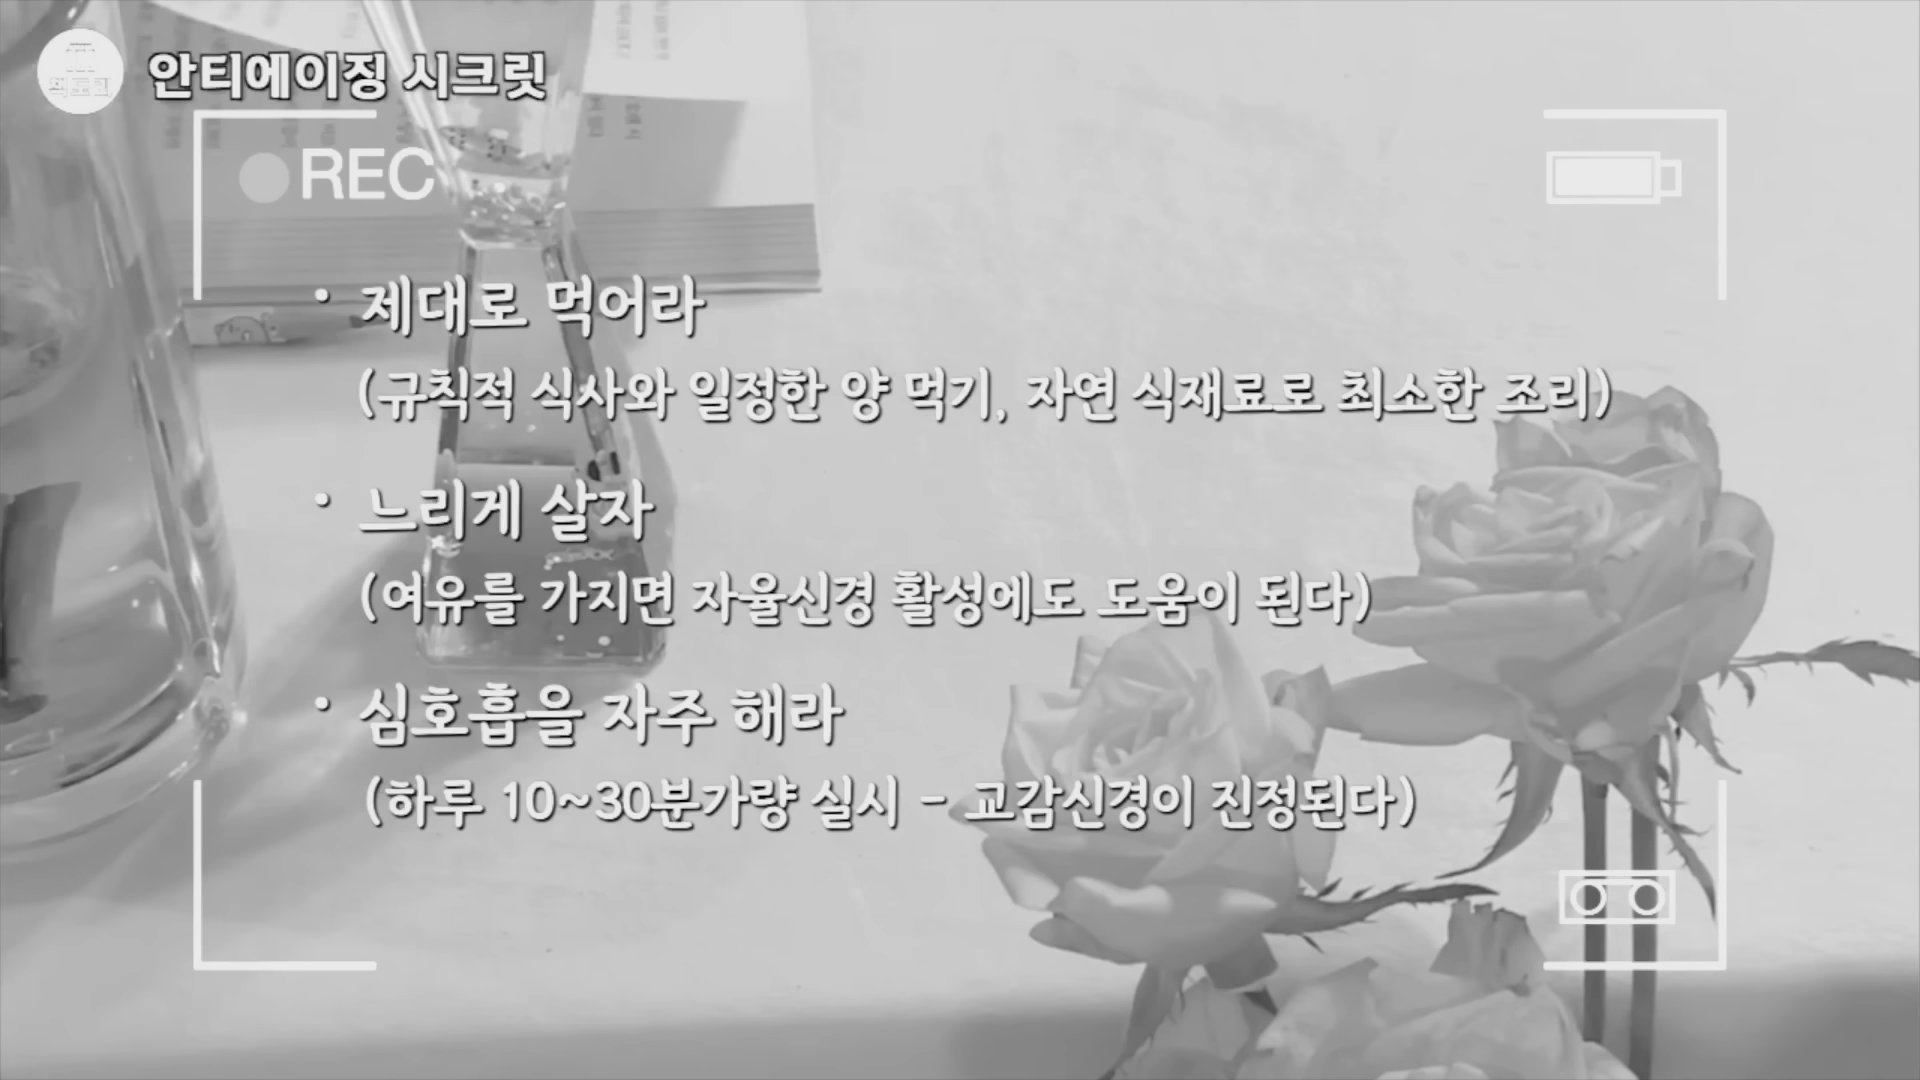 안티에이징 시크릿
REC
· 제대로 먹어라
(규칙적 식사와 일정한 양 먹기, 자연 식재료로 최소한 조리)
· 느리게 살자
(여유를 가지면 자율신경 활성에도 도움이 된다)
· 심호흡을 자주 해라
(하루 10~30분가량 실시 - 교감신경이 진정된다)